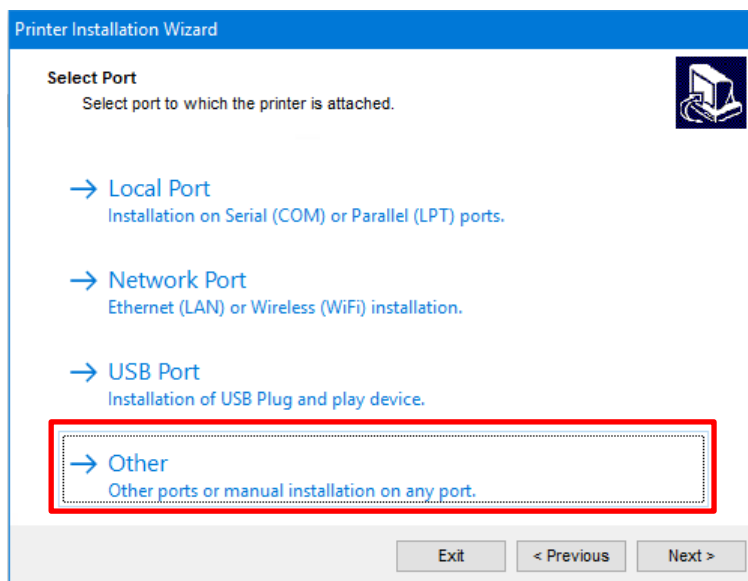 Printer Installation Wizard
Select Port
Select port to which the printer is attached.
→ Local Port
Installation on Serial (COM) or Parallel (LPT) ports.
→ Network Port
Ethernet (LAN) or Wireless (WiFi) installation.
→ USB Port
Installation of USB Plug and play device.
→ Other
Other ports or manual installation on any port.
Exit < Previous Next >